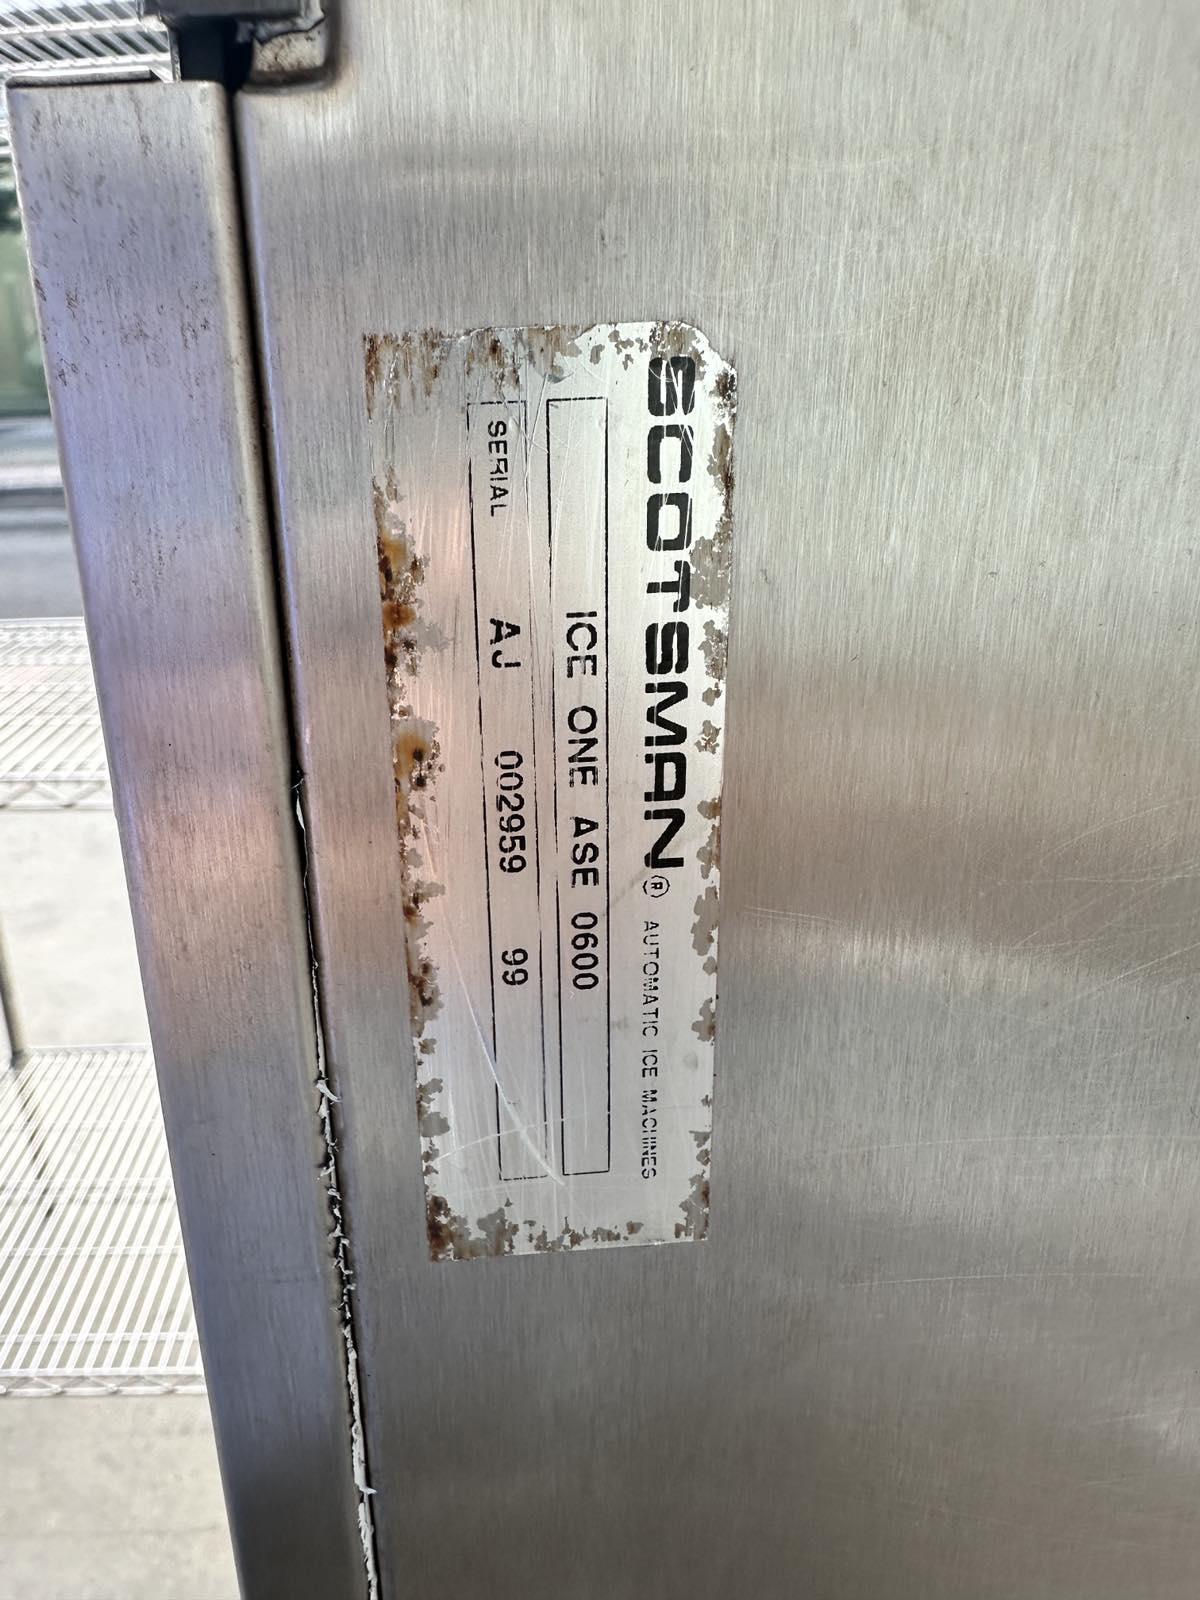 SCOTSMAN® AUTOMATIC ICE MACHINES
ICE ONE ASE 0600
SERIAL AJ 002959 99